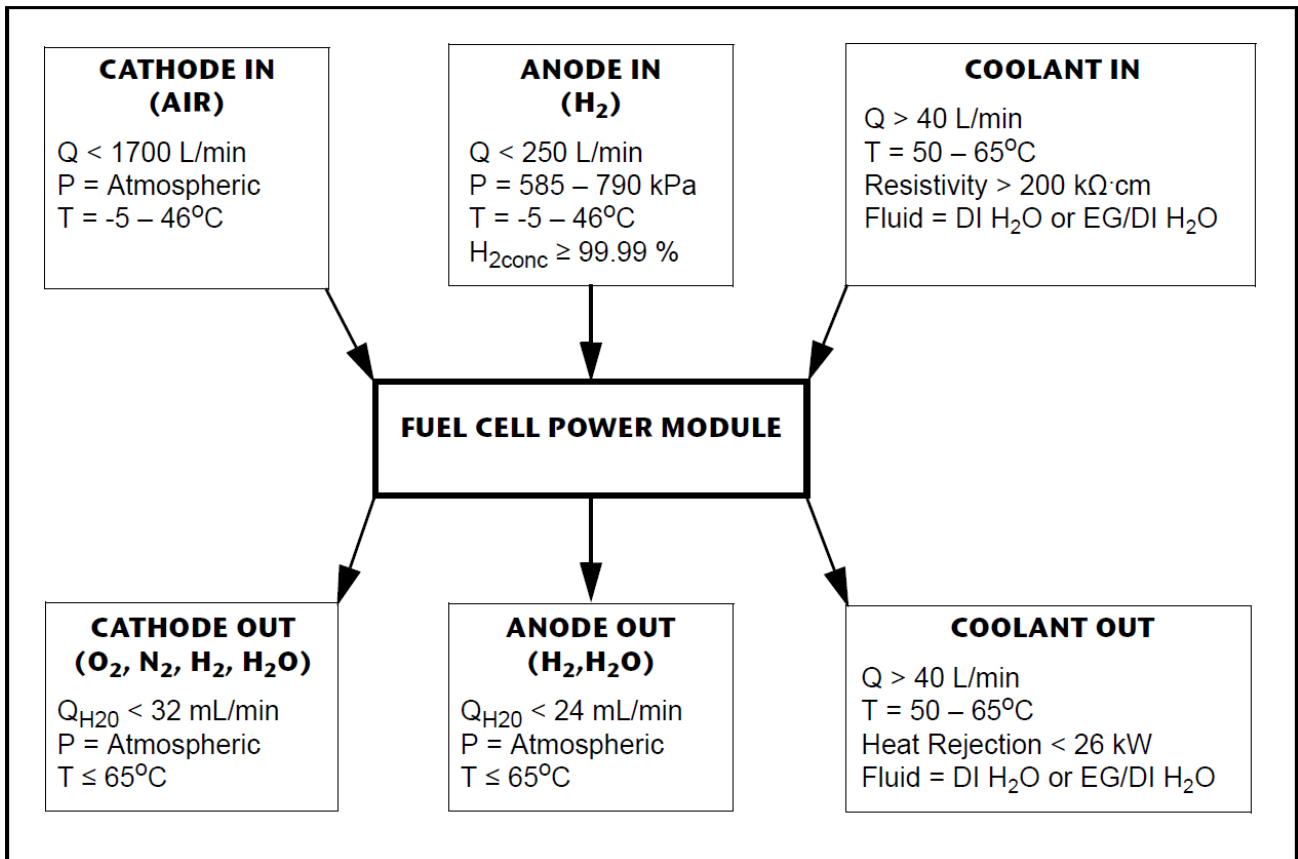 CATHODE IN
(AIR)
Q < 1700 L/min
P = Atmospheric
T = -5 – 46°C
ANODE IN
(H₂)
Q < 250 L/min
P = 585 – 790 kPa
T = -5 – 46°C
H₂conc ≥ 99.99 %
COOLANT IN
Q > 40 L/min
T = 50 – 65°C
Resistivity > 200 kΩ·cm
Fluid = DI H₂O or EG/DI H₂O
FUEL CELL POWER MODULE
CATHODE OUT
(O₂, N₂, H₂, H₂O)
QH20 < 32 mL/min
P = Atmospheric
T ≤ 65°C
ANODE OUT
(H₂,H₂O)
QH20 < 24 mL/min
P = Atmospheric
T ≤ 65°C
COOLANT OUT
Q > 40 L/min
T = 50 – 65°C
Heat Rejection < 26 kW
Fluid = DI H₂O or EG/DI H₂O